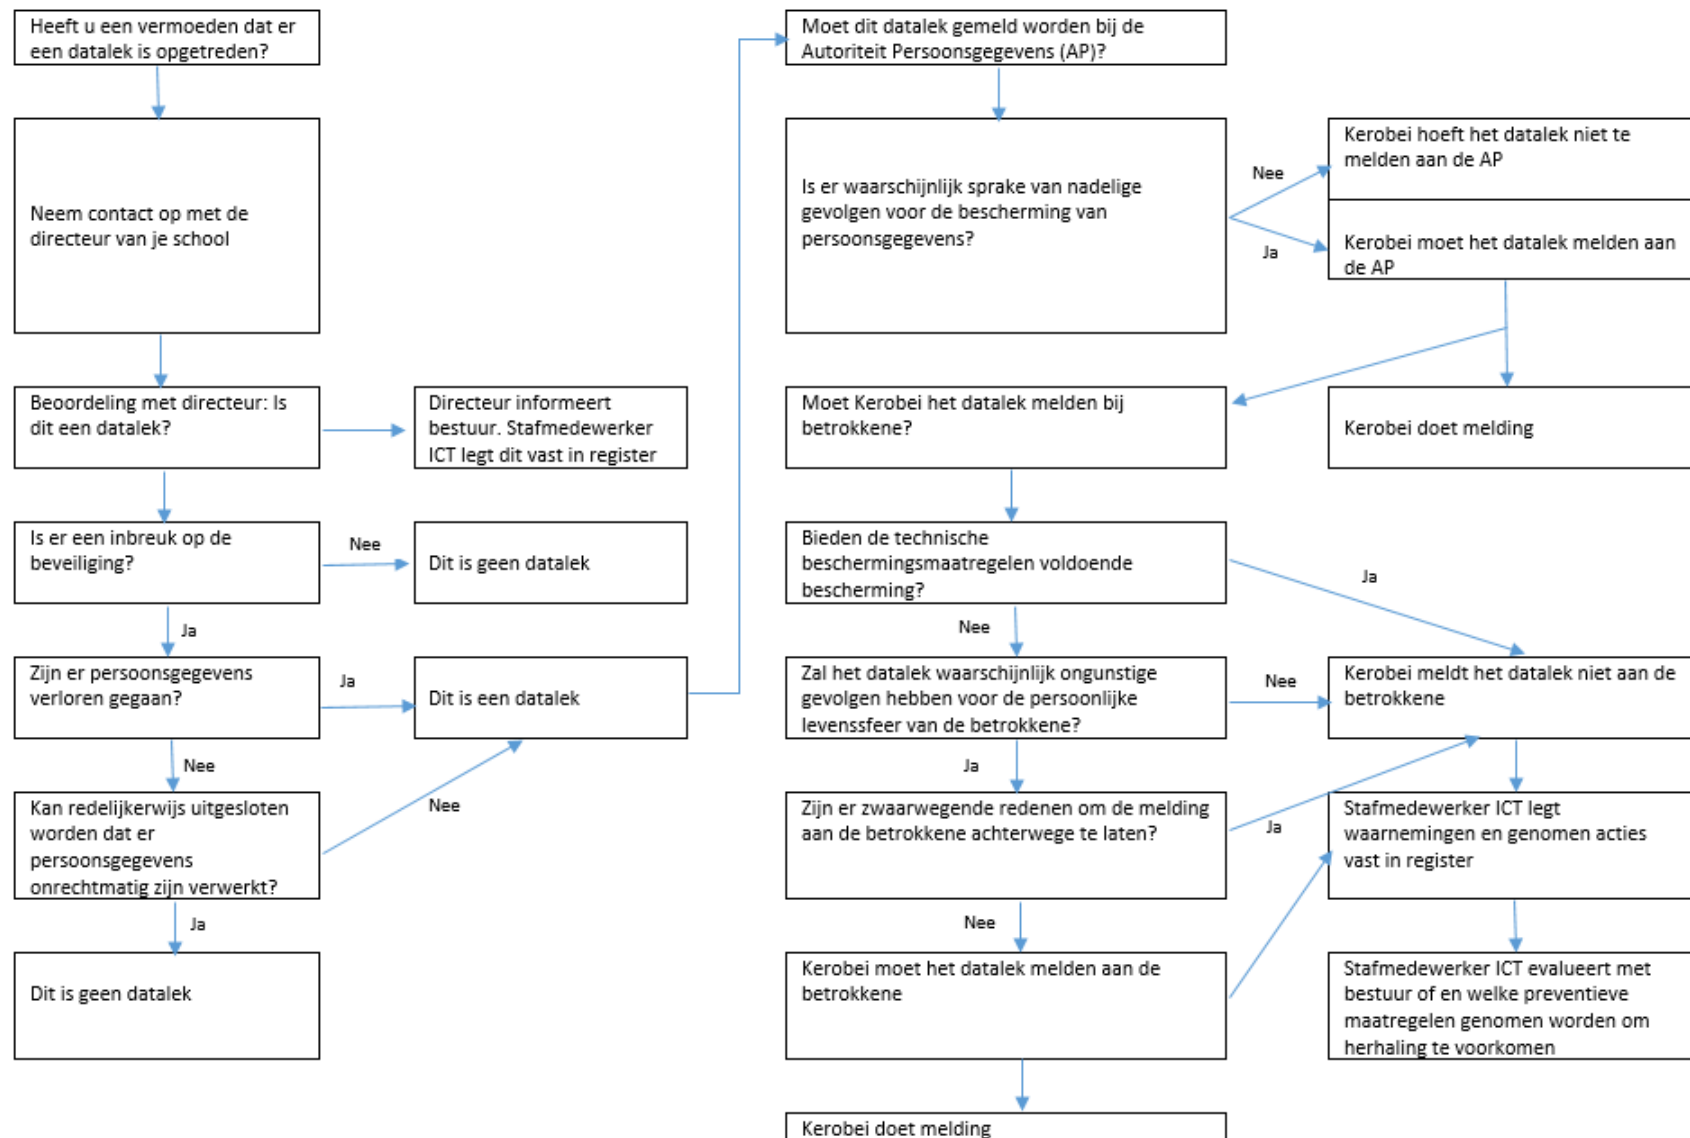 Heeft u een vermoeden dat er
een datalek is opgetreden?
Neem contact op met de
directeur van je school
Beoordeling met directeur: Is
dit een datalek?
Directeur informeert
bestuur. Stafmedewerker
ICT legt dit vast in register
Is er een inbreuk op de
beveiliging?
Nee
Dit is geen datalek
Ja
Zijn er persoonsgegevens
verloren gegaan?
Ja
Dit is een datalek
Nee
Kan redelijkerwijs uitgesloten
worden dat er
persoonsgegevens
onrechtmatig zijn verwerkt?
Nee
Ja
Dit is geen datalek
Moet dit datalek gemeld worden bij de
Autoriteit Persoonsgegevens (AP)?
Is er waarschijnlijk sprake van nadelige
gevolgen voor de bescherming van
persoonsgegevens?
Nee
Kerobei hoeft het datalek niet te
melden aan de AP
Ja
Kerobei moet het datalek melden aan
de AP
Kerobei doet melding
Moet Kerobei het datalek melden bij
betrokkene?
Bieden de technische
beschermingsmaatregelen voldoende
bescherming?
Ja
Nee
Zal het datalek waarschijnlijk ongunstige
gevolgen hebben voor de persoonlijke
levenssfeer van de betrokkene?
Nee
Kerobei meldt het datalek niet aan de
betrokkene
Ja
Zijn er zwaarwegende redenen om de melding
aan de betrokkene achterwege te laten?
Ja
Stafmedewerker ICT legt
waarnemingen en genomen acties
vast in register
Nee
Kerobei moet het datalek melden aan de
betrokkene
Stafmedewerker ICT evalueert met
bestuur of en welke preventieve
maatregelen genomen worden om
herhaling te voorkomen
Kerobei doet melding